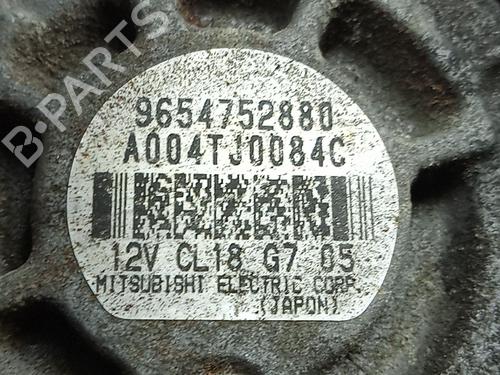 B-PARTS
9654752880
A004TJ0084C
12V CL18 G7 05
MITSUBISHI ELECTRIC CORP.
(JAPON)